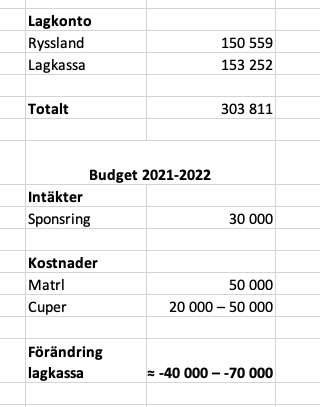 Lagkonto
Ryssland 150 559
Lagkassa 153 252
Totalt 303 811
Budget 2021-2022
Intäkter
Sponsring 30 000
Kostnader
Matrl 50 000
Cuper 20 000 – 50 000
Förändring
lagkassa ≈ -40 000 – -70 000